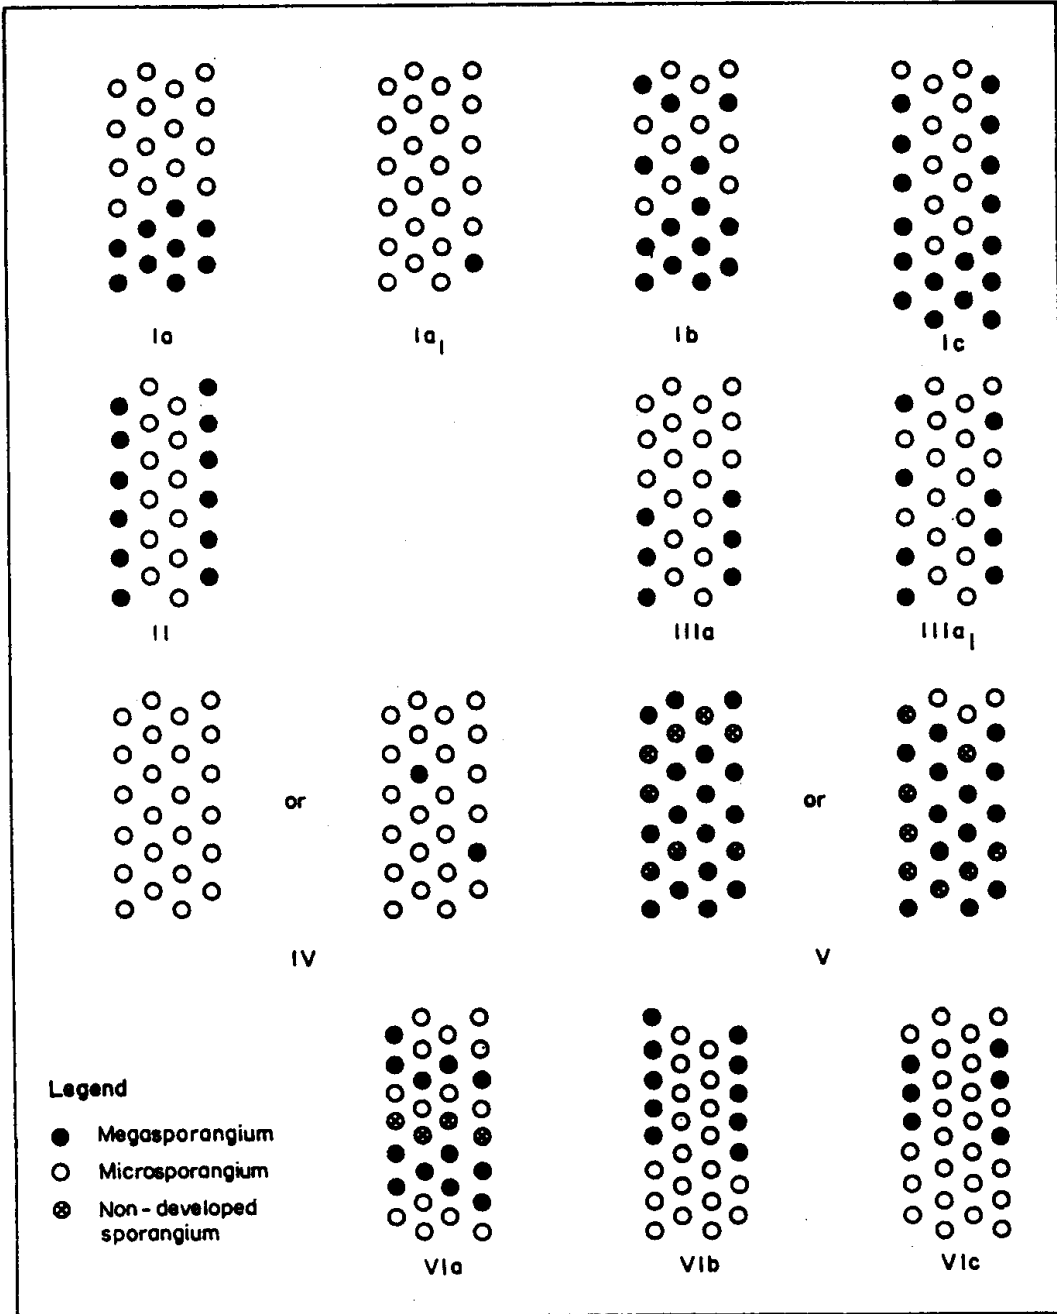 Ia
Ia1
Ib
Ic
II
IIIa
IIIa1
or
or
IV
V
Legend
Megasporangium
Microsporangium
Non-developed
sporangium
VIa
VIb
VIc